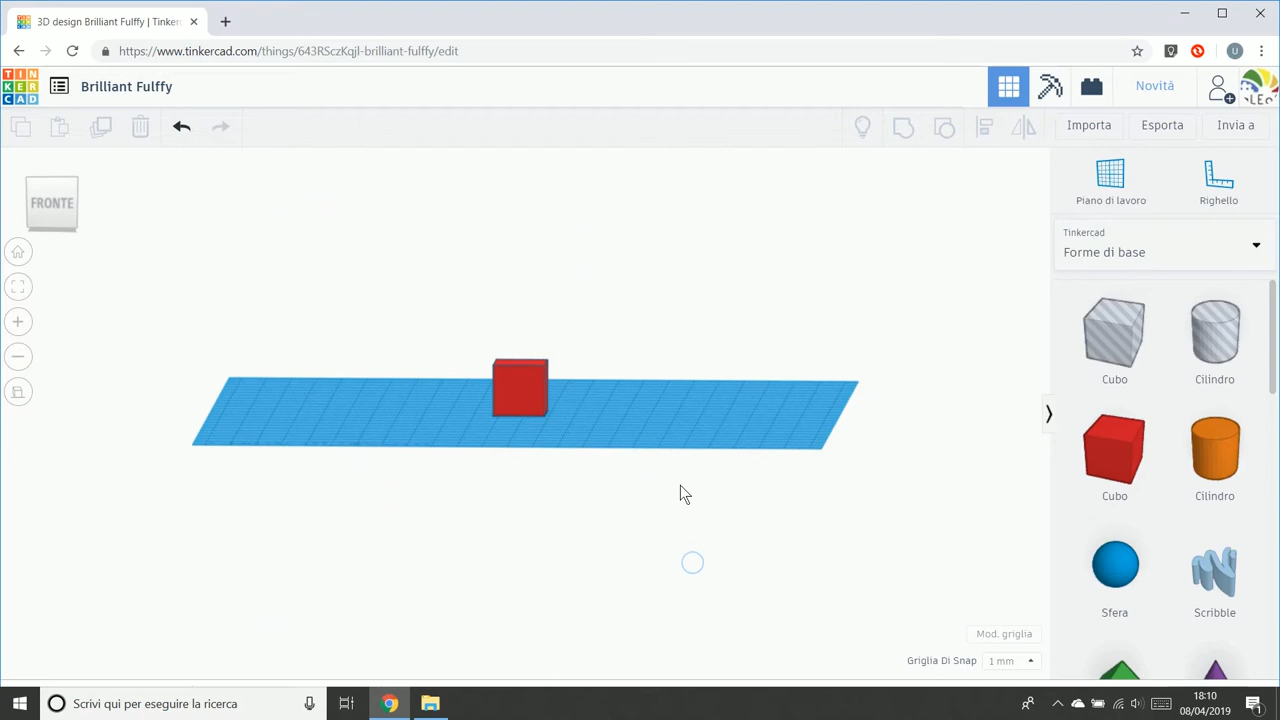 3D design Brilliant Fulffy | Tinker
https://www.tinkercad.com/things/643RSczKqjl-brilliant-fulffy/edit
U
TIN
KER
CAD
Brilliant Fulffy
Novità
LEO
Importa
Esporta
Invia a
FRONTE
Piano di lavoro
Righello
Tinkercad
Forme di base
Cubo
Cilindro
Cubo
Cilindro
Sfera
Scribble
Mod. griglia
Griglia Di Snap
1 mm
Scrivi qui per eseguire la ricerca
18:10
08/04/2019
1